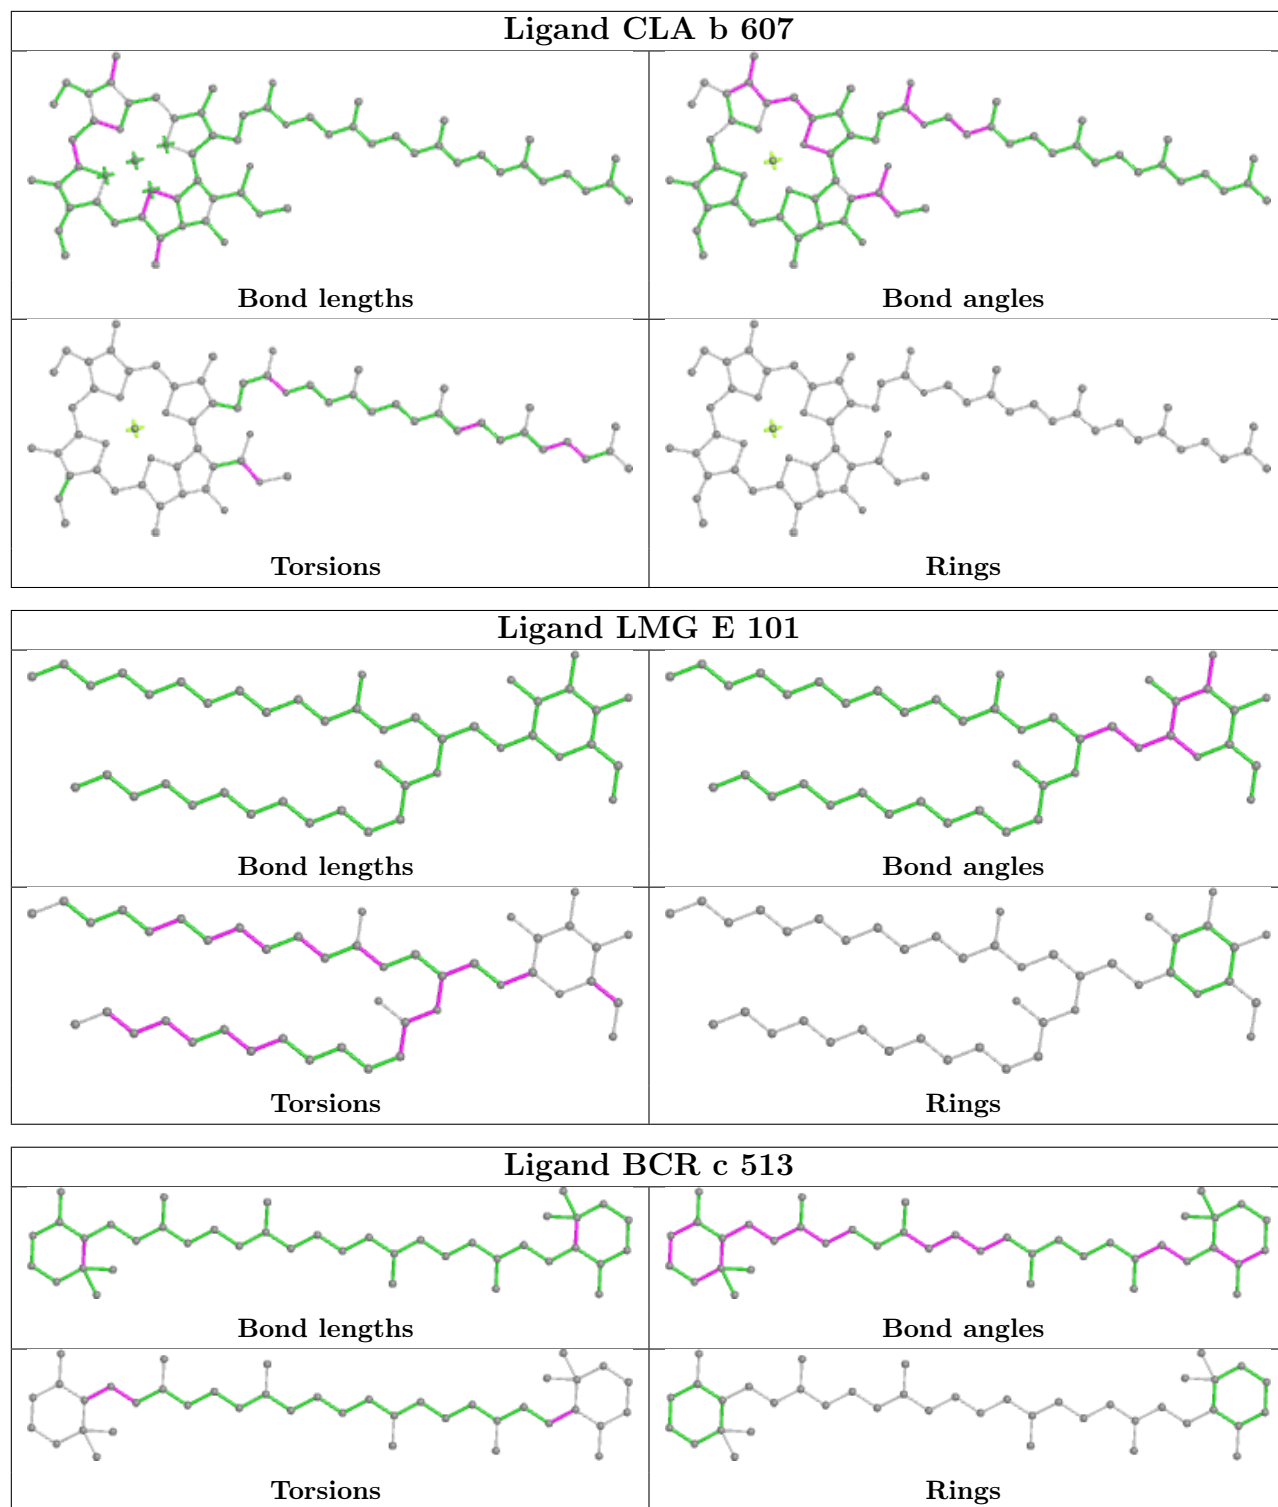 Ligand CLA b 607
Bond lengths
Bond angles
Torsions
Rings
Ligand LMG E 101
Bond lengths
Bond angles
Torsions
Rings
Ligand BCR c 513
Bond lengths
Bond angles
Torsions
Rings